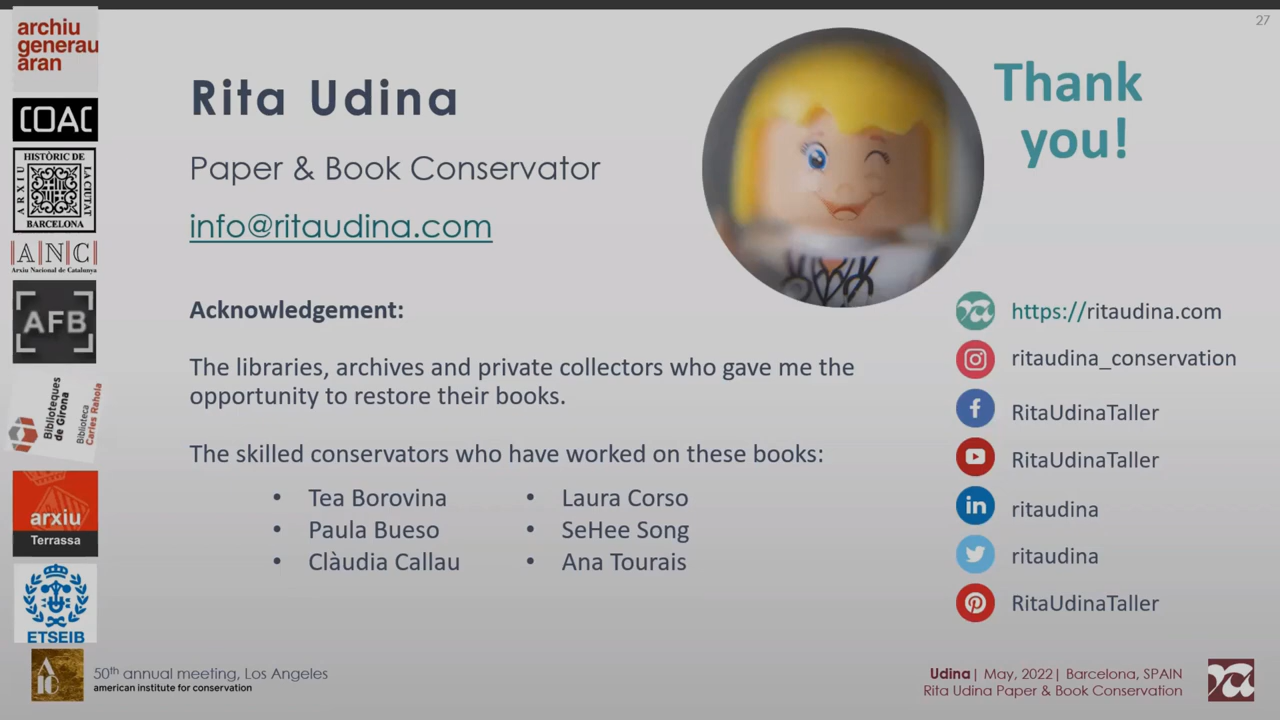 27
archiu
generau
aran
COAC
HISTÒRIC DE
LA CIUTAT
ARXIU
BARCELONA
A|N|C
Arxiu Nacional de Catalunya
AFB
Biblioteques
de Girona
Biblioteca
Carles Rahola
arxiu
Terrassa
ETSEIB
Rita Udina
Paper & Book Conservator
info@ritaudina.com
Thank
you!
Acknowledgement:
The libraries, archives and private collectors who gave me the
opportunity to restore their books.
The skilled conservators who have worked on these books:
• Tea Borovina
• Paula Bueso
• Clàudia Callau
• Laura Corso
• SeHee Song
• Ana Tourais
https://ritaudina.com
ritaudina_conservation
RitaUdinaTaller
RitaUdinaTaller
ritaudina
ritaudina
RitaUdinaTaller
50th annual meeting, Los Angeles
american institute for conservation
Udina| May, 2022| Barcelona, SPAIN
Rita Udina Paper & Book Conservation